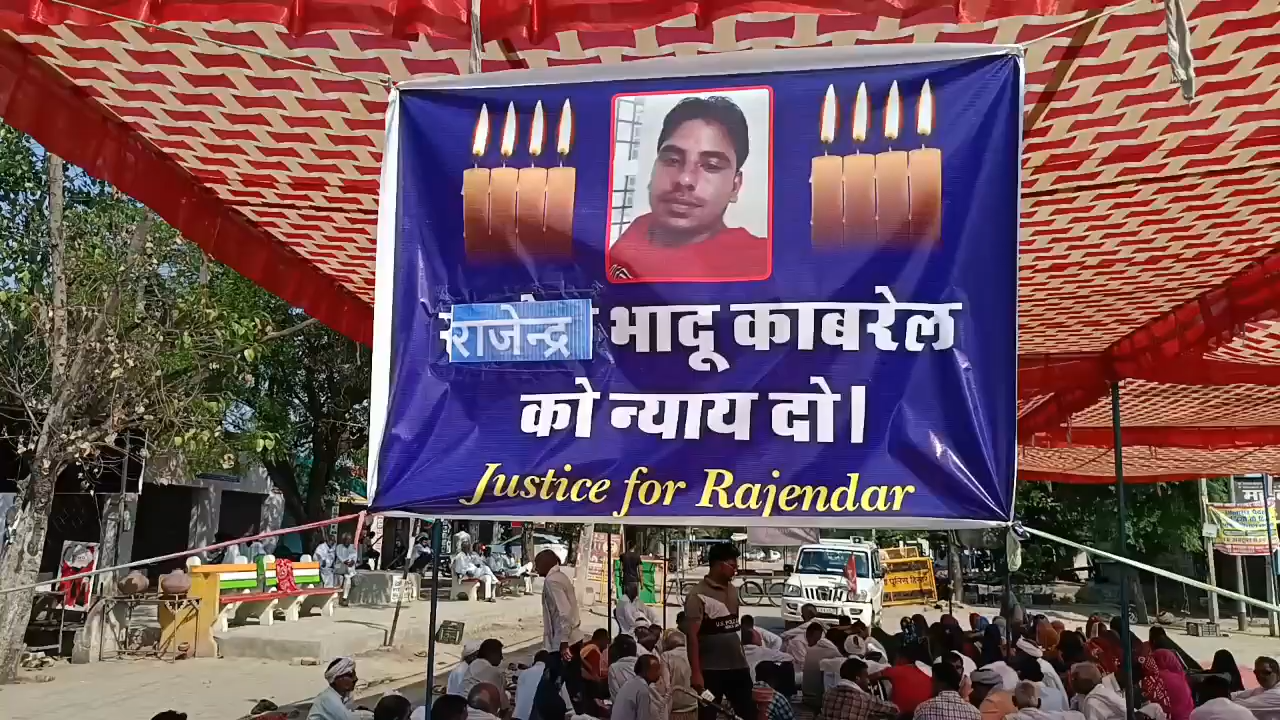 राजेन्द्र भादू काबरेल
को न्याय दो।
Justice for Rajendar